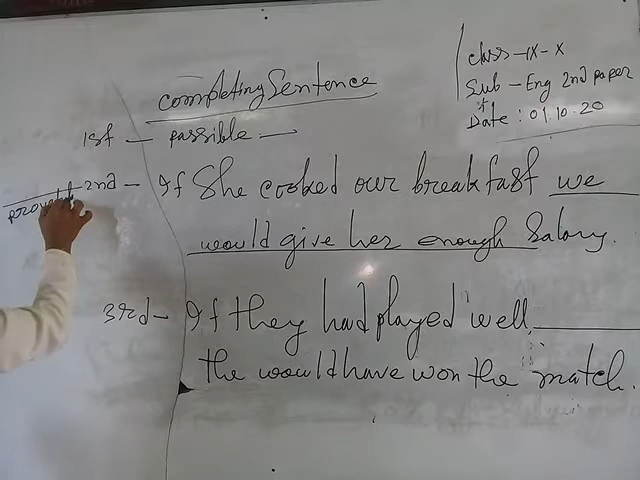 Class - IX - X
Sub - Eng 2nd paper
Date : 01.10.20
Completing Sentence
1st - passible -
2nd - If She cooked our breakfast we
would give her enough Salary.
3rd - If they had played well,
the would have won the match.